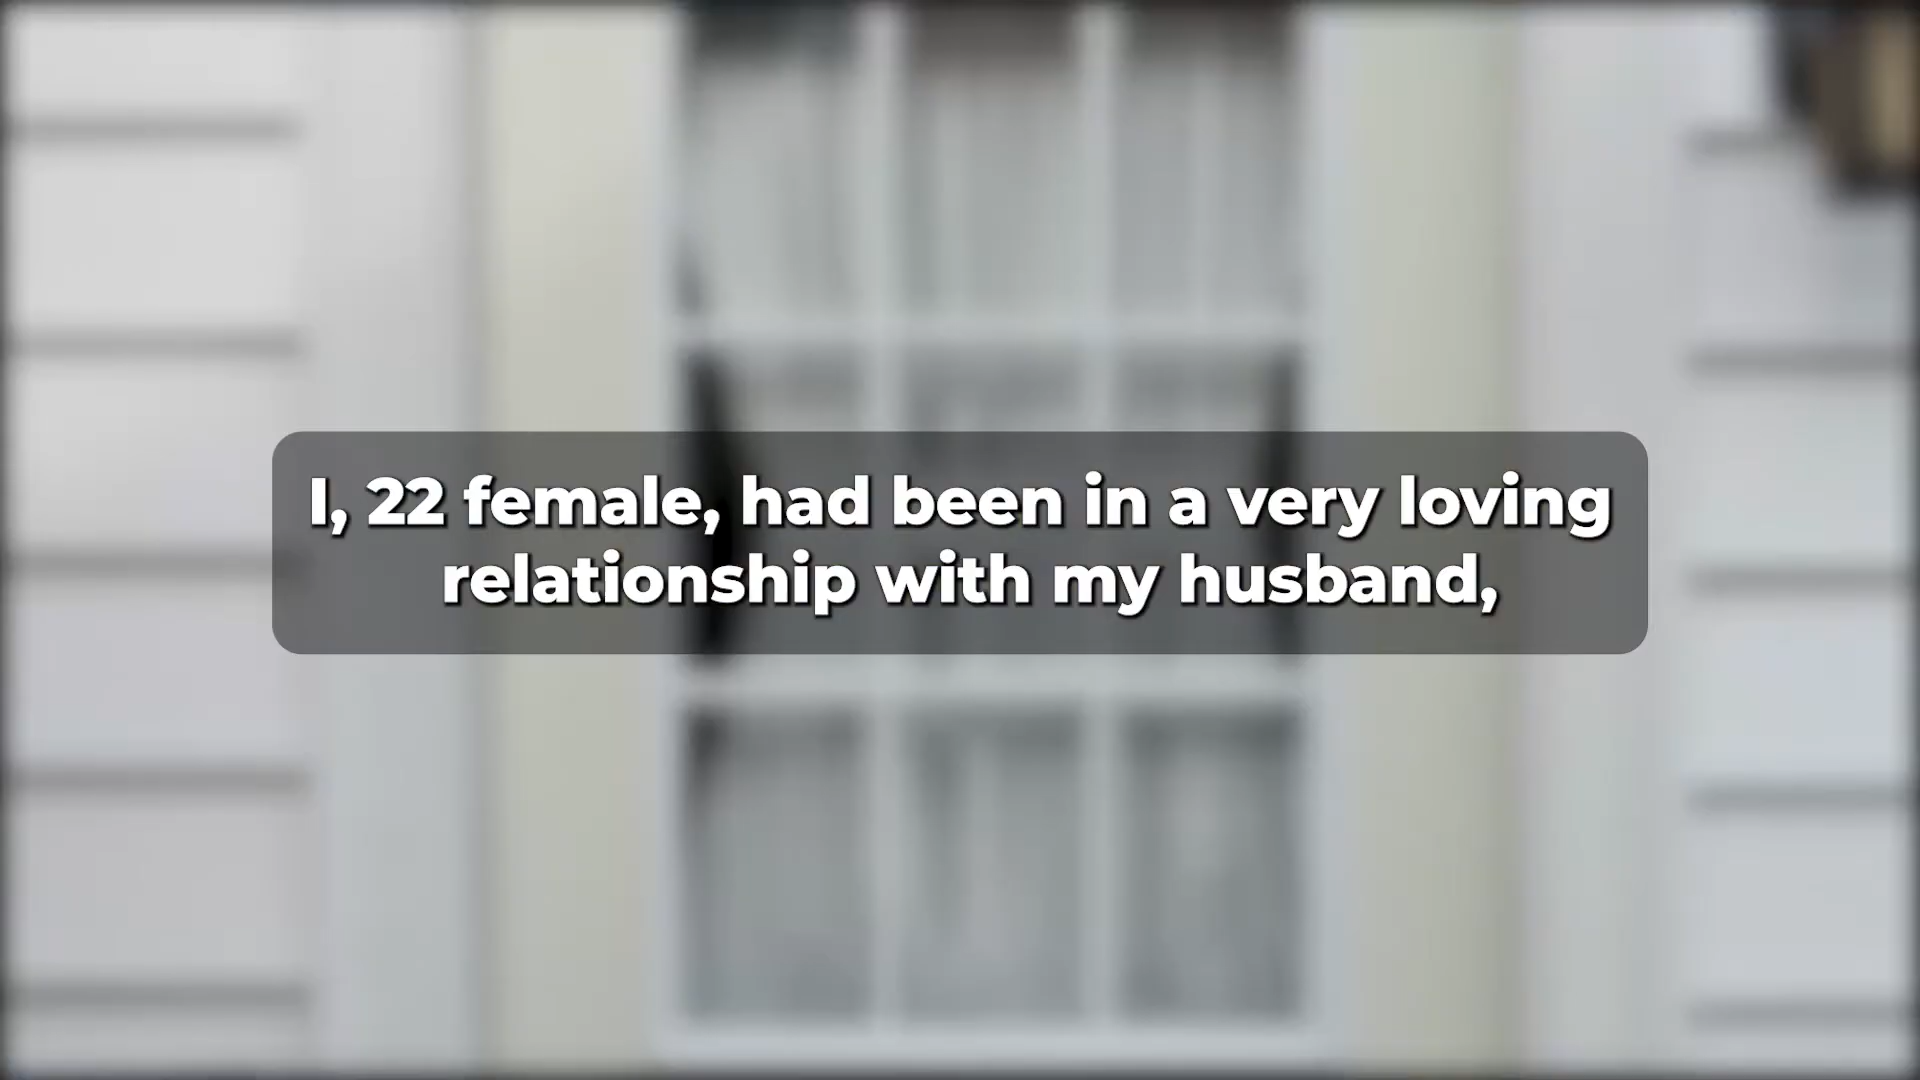 I, 22 female, had been in a very loving
relationship with my husband,